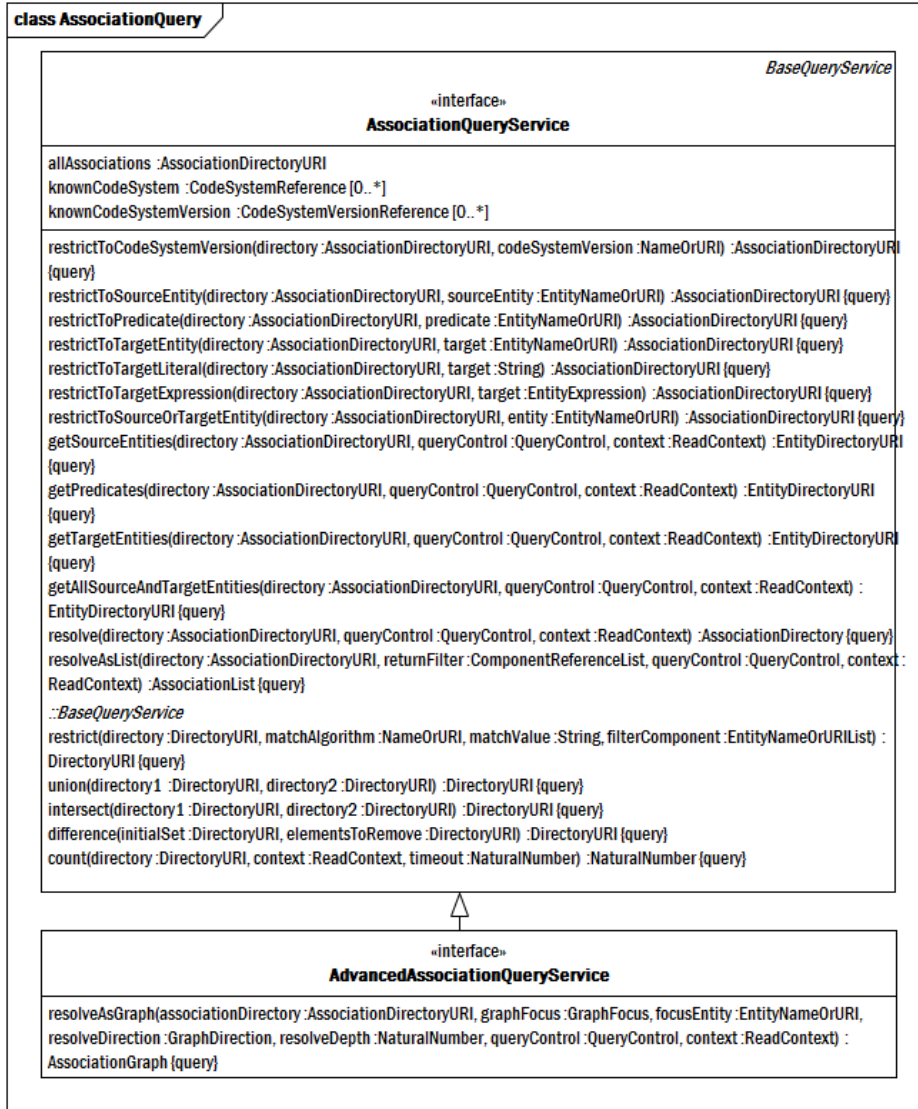 class AssociationQuery
BaseQueryService
«interface»
AssociationQueryService
allAssociations :AssociationDirectoryURI
knownCodeSystem :CodeSystemReference [0..*]
knownCodeSystemVersion :CodeSystemVersionReference [0..*]
restrictToCodeSystemVersion(directory :AssociationDirectoryURI, codeSystemVersion :NameOrURI) :AssociationDirectoryURI
{query}
restrictToSourceEntity(directory :AssociationDirectoryURI, sourceEntity :EntityNameOrURI) :AssociationDirectoryURI {query}
restrictToPredicate(directory :AssociationDirectoryURI, predicate :EntityNameOrURI) :AssociationDirectoryURI {query}
restrictToTargetEntity(directory :AssociationDirectoryURI, target :EntityNameOrURI) :AssociationDirectoryURI {query}
restrictToTargetLiteral(directory :AssociationDirectoryURI, target :String) :AssociationDirectoryURI {query}
restrictToTargetExpression(directory :AssociationDirectoryURI, target :EntityExpression) :AssociationDirectoryURI {query}
restrictToSourceOrTargetEntity(directory :AssociationDirectoryURI, entity :EntityNameOrURI) :AssociationDirectoryURI {query}
getSourceEntities(directory :AssociationDirectoryURI, queryControl :QueryControl, context :ReadContext) :EntityDirectoryURI
{query}
getPredicates(directory :AssociationDirectoryURI, queryControl :QueryControl, context :ReadContext) :EntityDirectoryURI
{query}
getTargetEntities(directory :AssociationDirectoryURI, queryControl :QueryControl, context :ReadContext) :EntityDirectoryURI
{query}
getAllSourceAndTargetEntities(directory :AssociationDirectoryURI, queryControl :QueryControl, context :ReadContext) :
EntityDirectoryURI {query}
resolve(directory :AssociationDirectoryURI, queryControl :QueryControl, context :ReadContext) :AssociationDirectory {query}
resolveAsList(directory :AssociationDirectoryURI, returnFilter :ComponentReferenceList, queryControl :QueryControl, context :
ReadContext) :AssociationList {query}
::BaseQueryService
restrict(directory :DirectoryURI, matchAlgorithm :NameOrURI, matchValue :String, filterComponent :EntityNameOrURIList) :
DirectoryURI {query}
union(directory1 :DirectoryURI, directory2 :DirectoryURI) :DirectoryURI {query}
intersect(directory1 :DirectoryURI, directory2 :DirectoryURI) :DirectoryURI {query}
difference(initialSet :DirectoryURI, elementsToRemove :DirectoryURI) :DirectoryURI {query}
count(directory :DirectoryURI, context :ReadContext, timeout :NaturalNumber) :NaturalNumber {query}
«interface»
AdvancedAssociationQueryService
resolveAsGraph(associationDirectory :AssociationDirectoryURI, graphFocus :GraphFocus, focusEntity :EntityNameOrURI,
resolveDirection :GraphDirection, resolveDepth :NaturalNumber, queryControl :QueryControl, context :ReadContext) :
AssociationGraph {query}